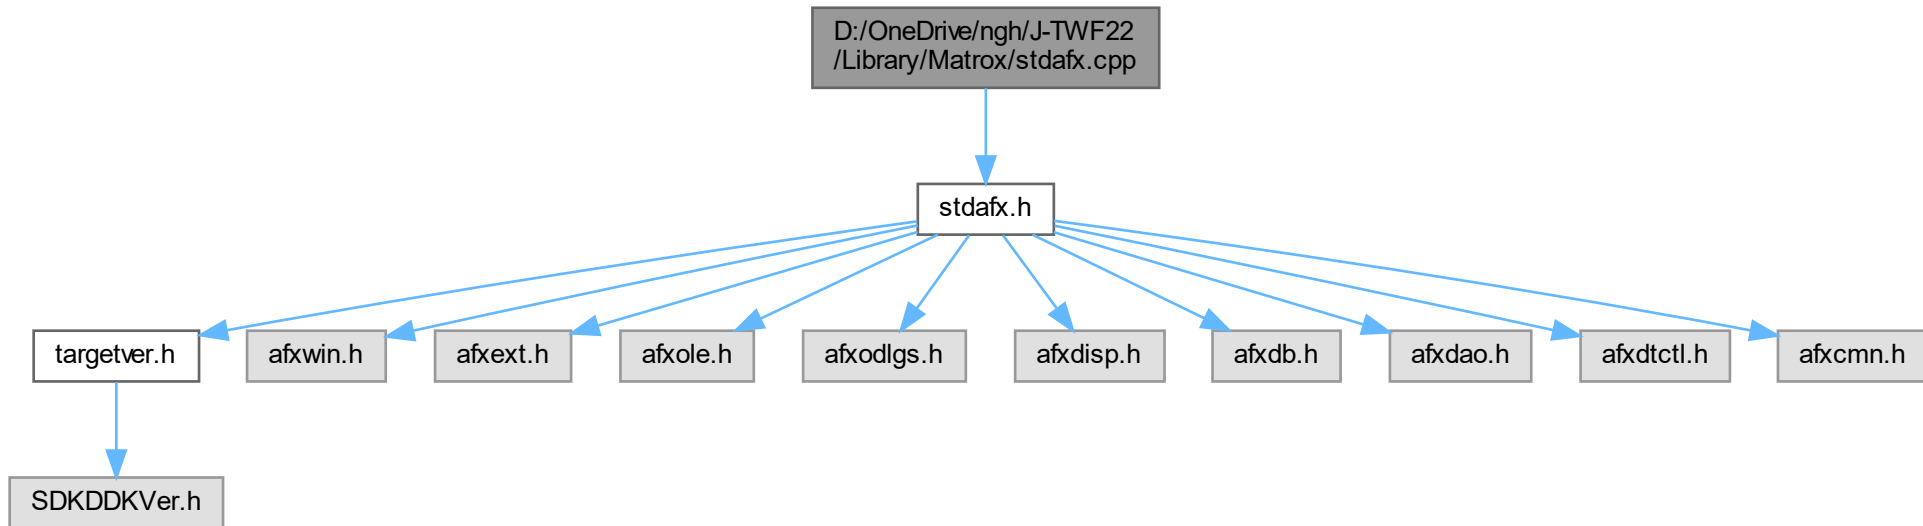 D:/OneDrive/ngh/J-TWF22
/Library/Matrox/stdafx.cpp
stdafx.h
targetver.h
afxwin.h
afxext.h
afxole.h
afxodlgs.h
afxdisp.h
afxdb.h
afxdao.h
afxdtctl.h
afxcmn.h
SDKDDKVer.h